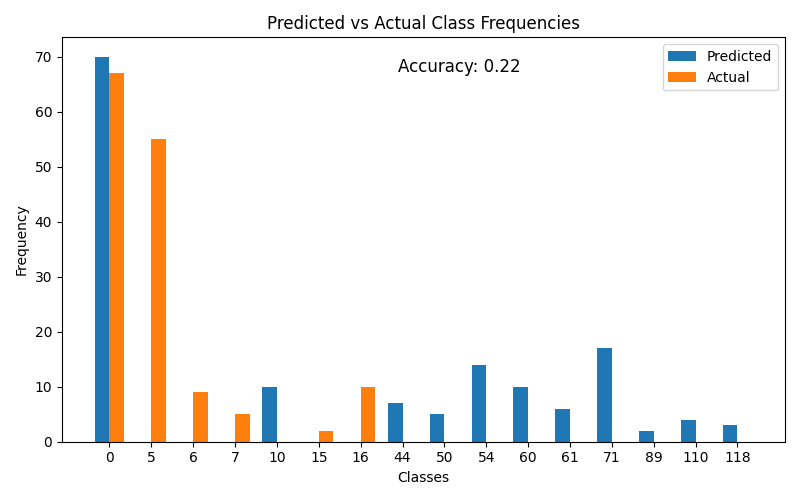 Predicted vs Actual Class Frequencies
Accuracy: 0.22
Predicted
Actual
Frequency
70
60
50
40
30
20
10
0
0 5 6 7 10 15 16 44 50 54 60 61 71 89 110 118
Classes